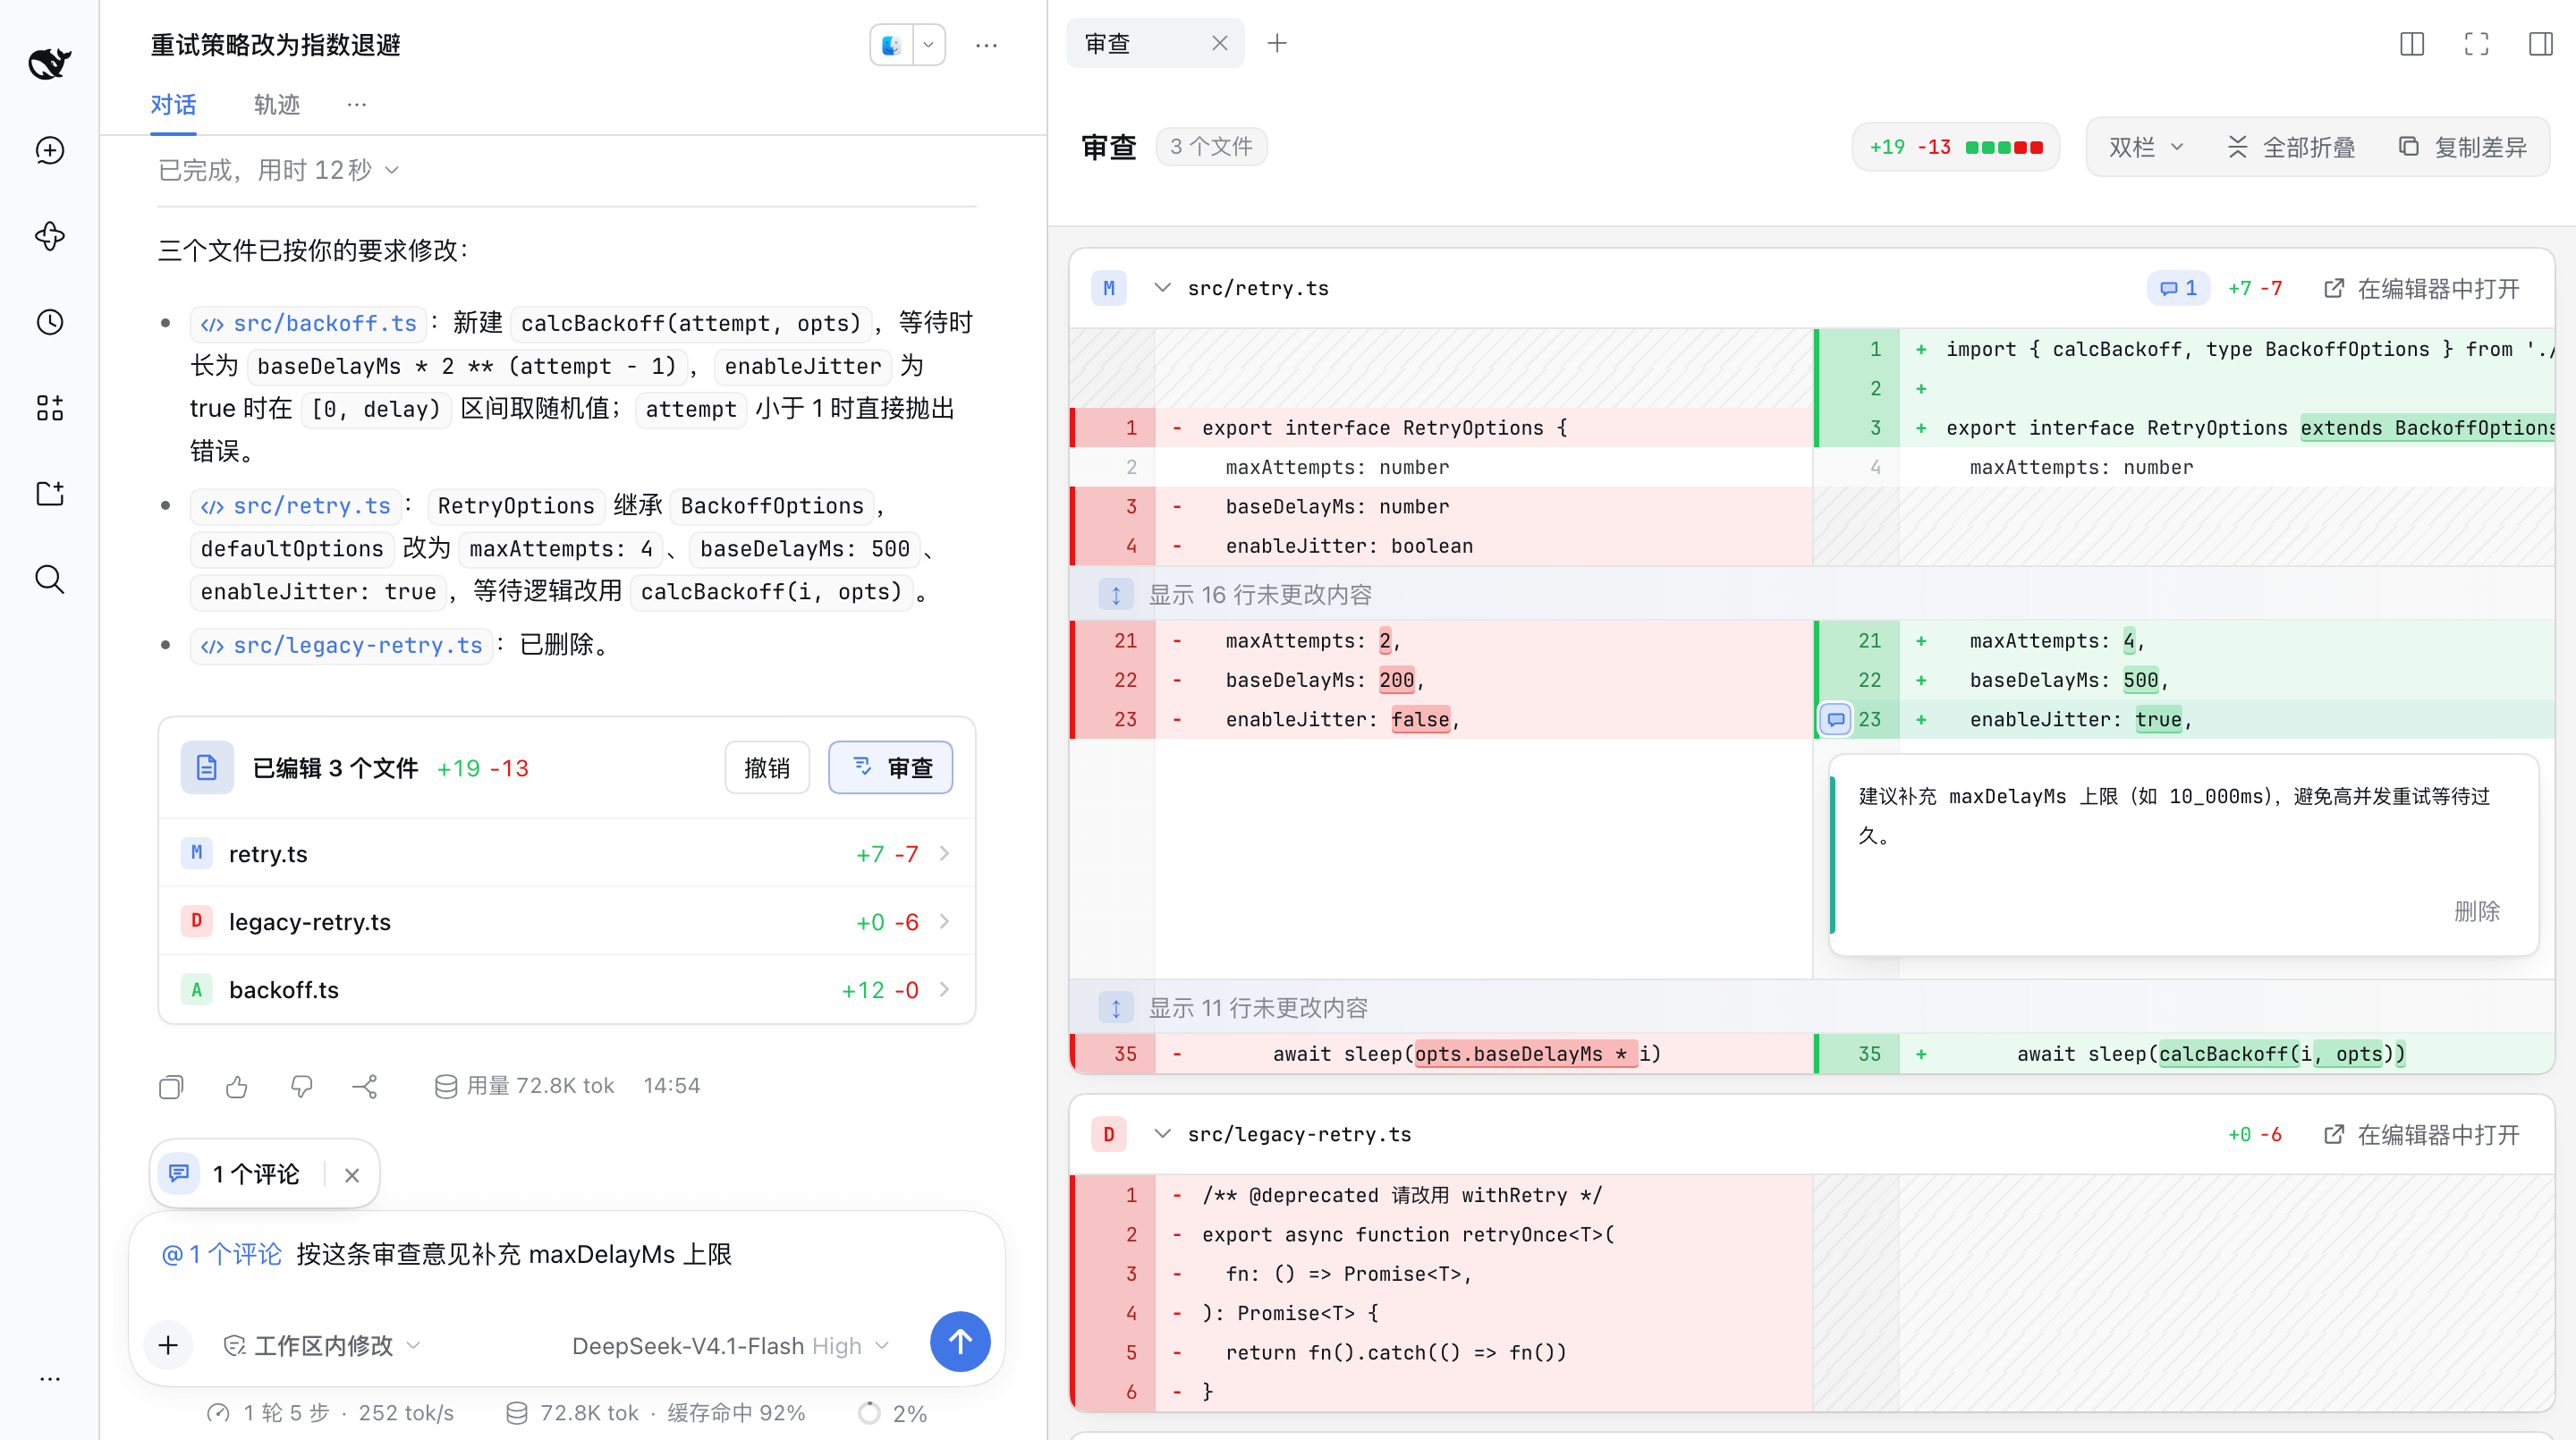 重试策略改为指数退避
对话 轨迹
已完成，用时 12 秒
三个文件已按你的要求修改：
src/backoff.ts：新建 calcBackoff(attempt, opts)，等待时
长为 baseDelayMs * 2 ** (attempt - 1)，enableJitter 为
true 时在 [0, delay) 区间取随机值；attempt 小于 1 时直接抛出
错误。
src/retry.ts：RetryOptions 继承 BackoffOptions，
defaultOptions 改为 maxAttempts: 4、baseDelayMs: 500、
enableJitter: true，等待逻辑改用 calcBackoff(i, opts)。
src/legacy-retry.ts：已删除。
已编辑 3 个文件 +19 -13 撤销 审查
M retry.ts +7 -7
D legacy-retry.ts +0 -6
A backoff.ts +12 -0
用量 72.8K tok 14:54
1 个评论
@1 个评论 按这条审查意见补充 maxDelayMs 上限
工作区内修改 DeepSeek-V4.1-Flash High
1 轮 5 步 · 252 tok/s 72.8K tok · 缓存命中 92% 2%
审查
审查 3 个文件 +19 -13 双栏 全部折叠 复制差异
M src/retry.ts 1 +7 -7 在编辑器中打开
1 + import { calcBackoff, type BackoffOptions } from './
2 +
1 - export interface RetryOptions { 3 + export interface RetryOptions extends BackoffOptions
2 maxAttempts: number 4 maxAttempts: number
3 - baseDelayMs: number
4 - enableJitter: boolean
显示 16 行未更改内容
21 - maxAttempts: 2, 21 + maxAttempts: 4,
22 - baseDelayMs: 200, 22 + baseDelayMs: 500,
23 - enableJitter: false, 23 + enableJitter: true,
建议补充 maxDelayMs 上限（如 10_000ms），避免高并发重试等待过
久。
删除
显示 11 行未更改内容
35 - await sleep(opts.baseDelayMs * i) 35 + await sleep(calcBackoff(i, opts))
D src/legacy-retry.ts +0 -6 在编辑器中打开
1 - /** @deprecated 请改用 withRetry */
2 - export async function retryOnce<T>(
3 - fn: () => Promise<T>,
4 - ): Promise<T> {
5 - return fn().catch(() => fn())
6 - }